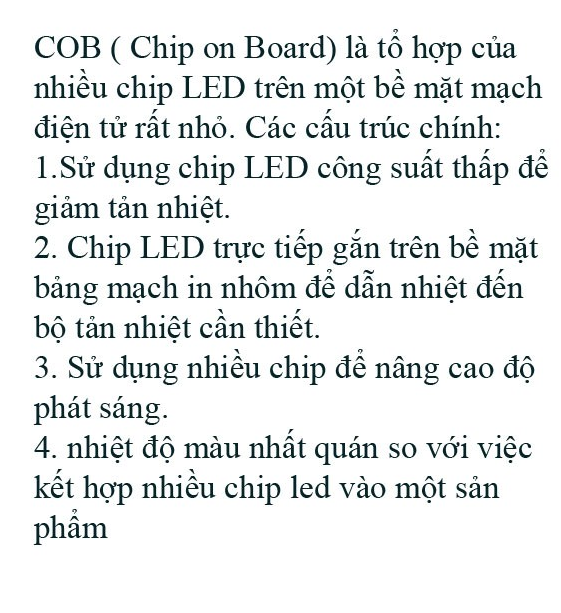 COB ( Chip on Board) là tổ hợp của
nhiều chip LED trên một bề mặt mạch
điện tử rất nhỏ. Các cấu trúc chính:
1.Sử dụng chip LED công suất thấp để
giảm tản nhiệt.
2. Chip LED trực tiếp gắn trên bề mặt
bảng mạch in nhôm để dẫn nhiệt đến
bộ tản nhiệt cần thiết.
3. Sử dụng nhiều chip để nâng cao độ
phát sáng.
4. nhiệt độ màu nhất quán so với việc
kết hợp nhiều chip led vào một sản
phẩm